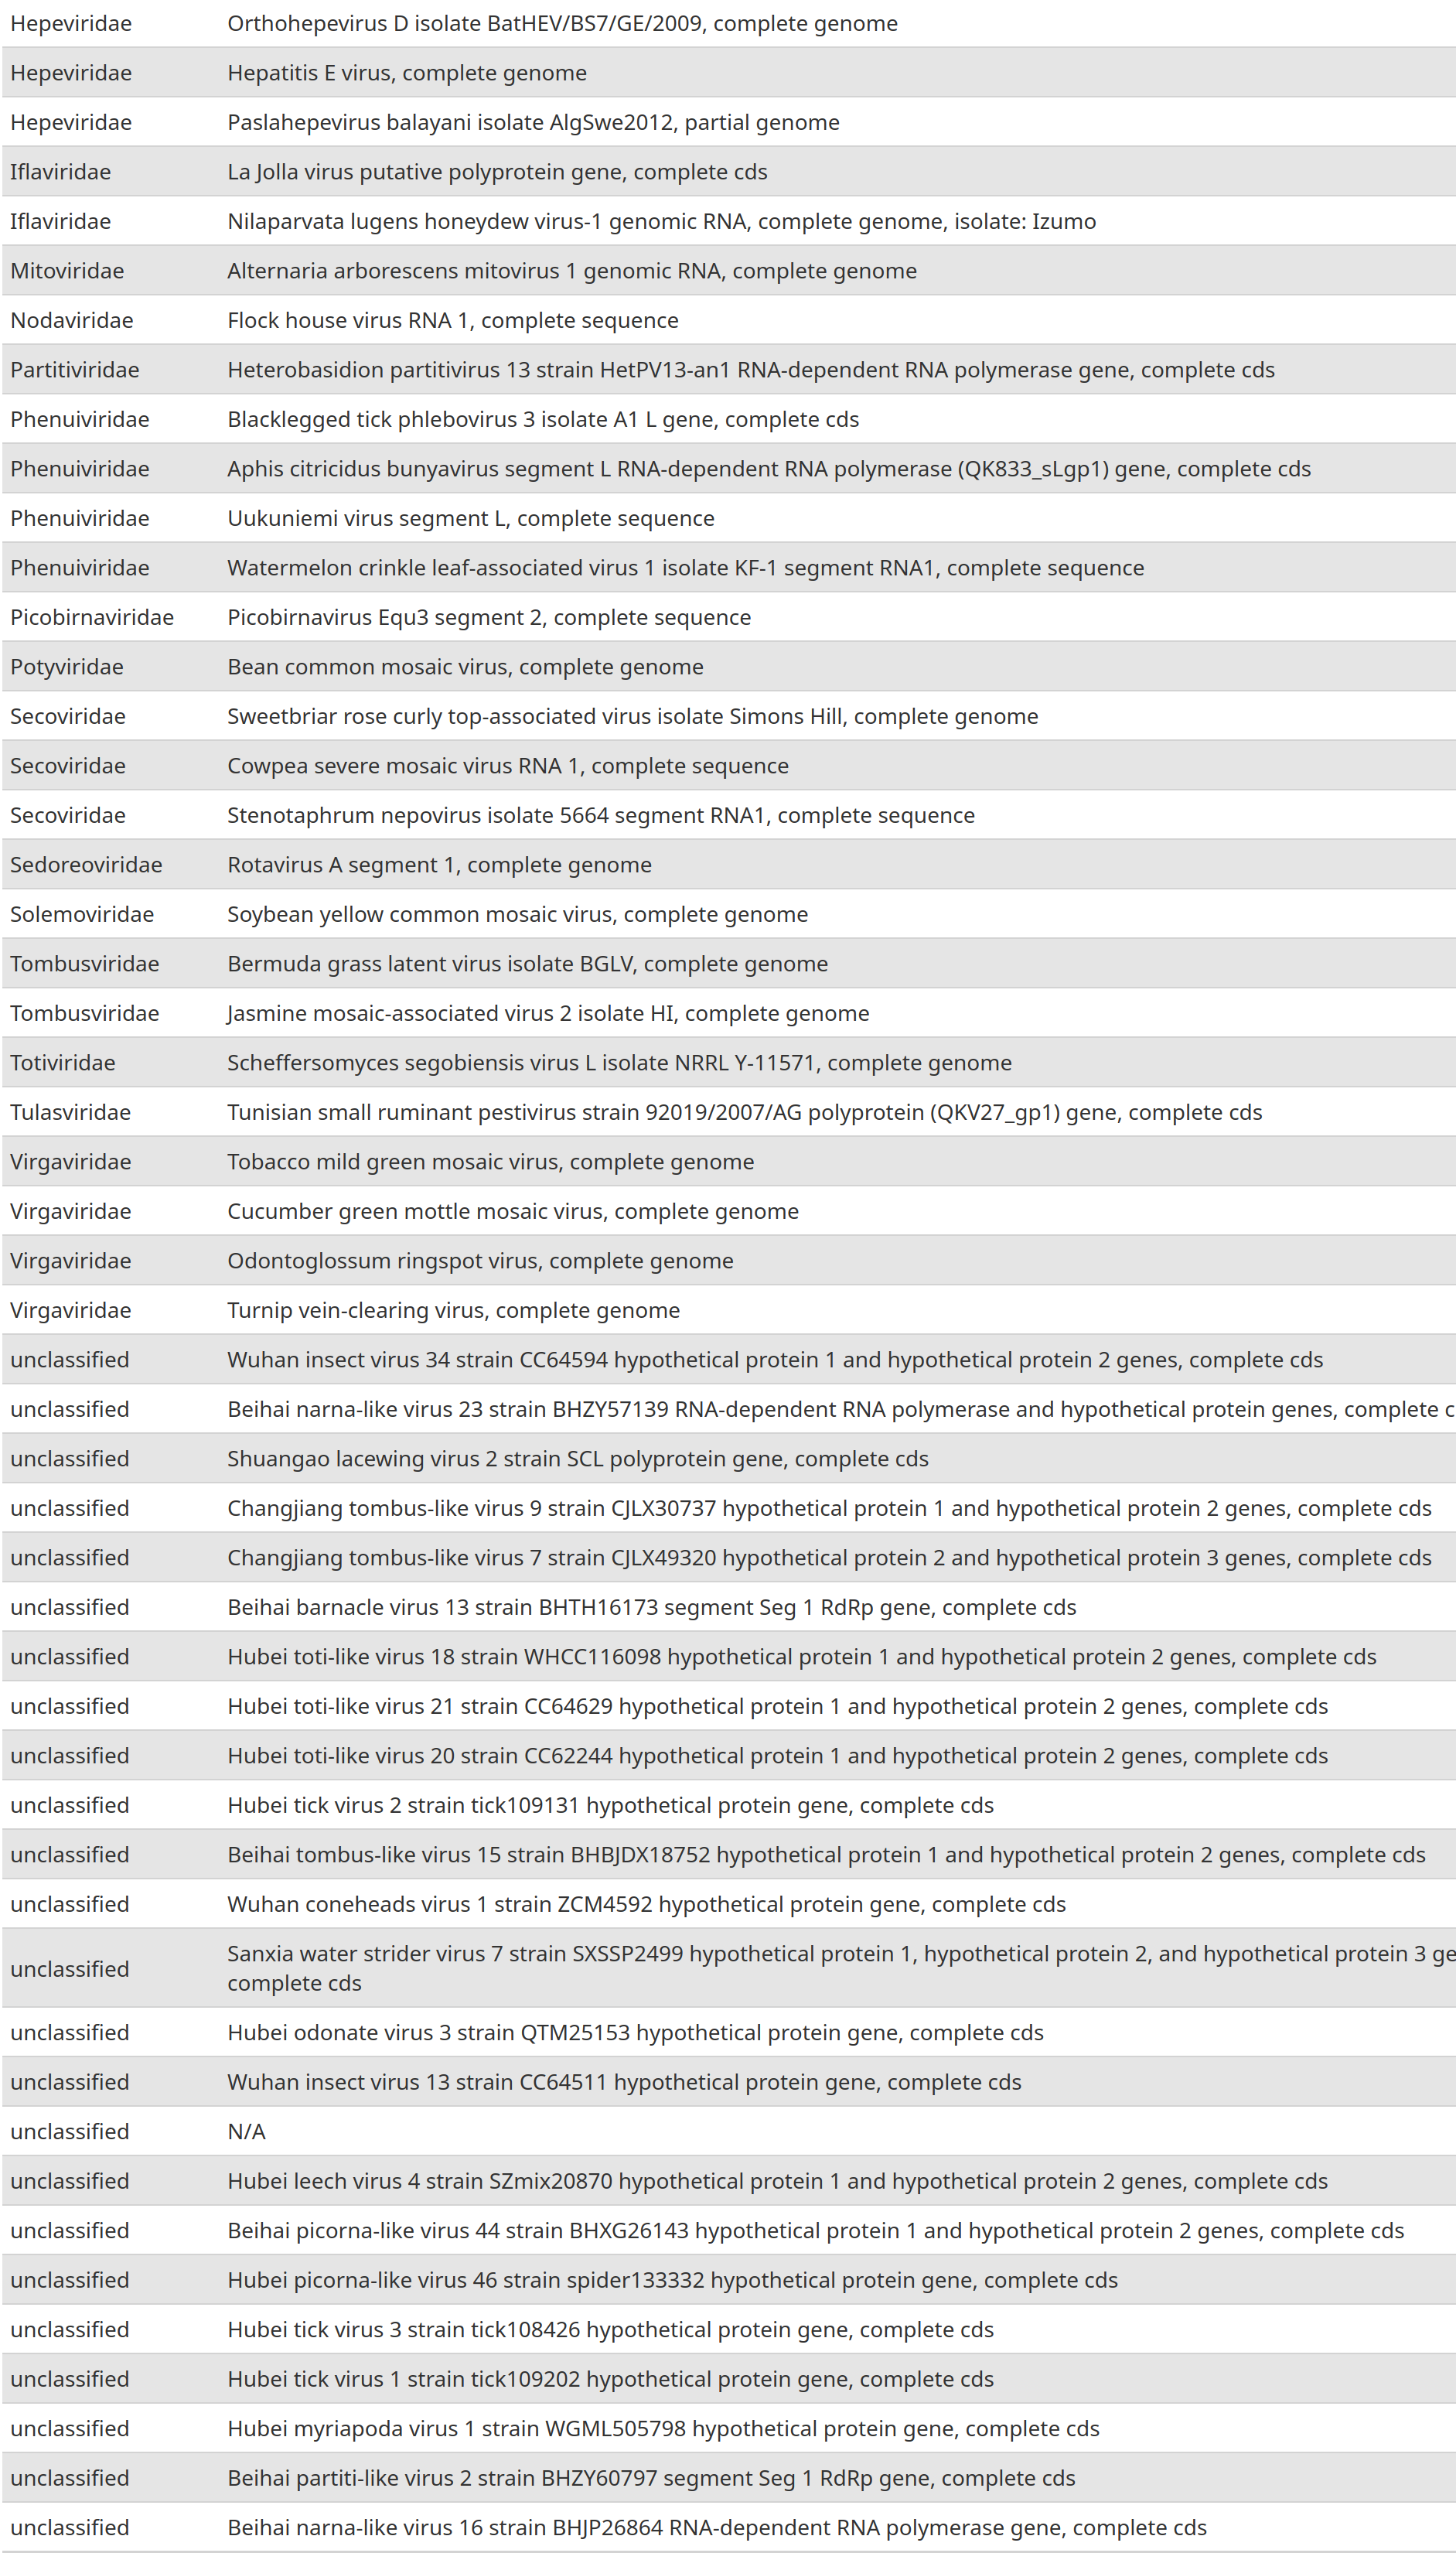 Hepeviridae Orthohepevirus D isolate BatHEV/BS7/GE/2009, complete genome
Hepeviridae Hepatitis E virus, complete genome
Hepeviridae Paslahepevirus balayani isolate AlgSwe2012, partial genome
Iflaviridae La Jolla virus putative polyprotein gene, complete cds
Iflaviridae Nilaparvata lugens honeydew virus-1 genomic RNA, complete genome, isolate: Izumo
Mitoviridae Alternaria arborescens mitovirus 1 genomic RNA, complete genome
Nodaviridae Flock house virus RNA 1, complete sequence
Partitiviridae Heterobasidion partitivirus 13 strain HetPV13-an1 RNA-dependent RNA polymerase gene, complete cds
Phenuiviridae Blacklegged tick phlebovirus 3 isolate A1 L gene, complete cds
Phenuiviridae Aphis citricidus bunyavirus segment L RNA-dependent RNA polymerase (QK833_sLgp1) gene, complete cds
Phenuiviridae Uukuniemi virus segment L, complete sequence
Phenuiviridae Watermelon crinkle leaf-associated virus 1 isolate KF-1 segment RNA1, complete sequence
Picobirnaviridae Picobirnavirus Equ3 segment 2, complete sequence
Potyviridae Bean common mosaic virus, complete genome
Secoviridae Sweetbriar rose curly top-associated virus isolate Simons Hill, complete genome
Secoviridae Cowpea severe mosaic virus RNA 1, complete sequence
Secoviridae Stenotaphrum nepovirus isolate 5664 segment RNA1, complete sequence
Sedoreoviridae Rotavirus A segment 1, complete genome
Solemoviridae Soybean yellow common mosaic virus, complete genome
Tombusviridae Bermuda grass latent virus isolate BGLV, complete genome
Tombusviridae Jasmine mosaic-associated virus 2 isolate HI, complete genome
Totiviridae Scheffersomyces segobiensis virus L isolate NRRL Y-11571, complete genome
Tulasviridae Tunisian small ruminant pestivirus strain 92019/2007/AG polyprotein (QKV27_gp1) gene, complete cds
Virgaviridae Tobacco mild green mosaic virus, complete genome
Virgaviridae Cucumber green mottle mosaic virus, complete genome
Virgaviridae Odontoglossum ringspot virus, complete genome
Virgaviridae Turnip vein-clearing virus, complete genome
unclassified Wuhan insect virus 34 strain CC64594 hypothetical protein 1 and hypothetical protein 2 genes, complete cds
unclassified Beihai narna-like virus 23 strain BHZY57139 RNA-dependent RNA polymerase and hypothetical protein genes, complete c
unclassified Shuangao lacewing virus 2 strain SCL polyprotein gene, complete cds
unclassified Changjiang tombus-like virus 9 strain CJLX30737 hypothetical protein 1 and hypothetical protein 2 genes, complete cds
unclassified Changjiang tombus-like virus 7 strain CJLX49320 hypothetical protein 2 and hypothetical protein 3 genes, complete cds
unclassified Beihai barnacle virus 13 strain BHTH16173 segment Seg 1 RdRp gene, complete cds
unclassified Hubei toti-like virus 18 strain WHCC116098 hypothetical protein 1 and hypothetical protein 2 genes, complete cds
unclassified Hubei toti-like virus 21 strain CC64629 hypothetical protein 1 and hypothetical protein 2 genes, complete cds
unclassified Hubei toti-like virus 20 strain CC62244 hypothetical protein 1 and hypothetical protein 2 genes, complete cds
unclassified Hubei tick virus 2 strain tick109131 hypothetical protein gene, complete cds
unclassified Beihai tombus-like virus 15 strain BHBJDX18752 hypothetical protein 1 and hypothetical protein 2 genes, complete cds
unclassified Wuhan coneheads virus 1 strain ZCM4592 hypothetical protein gene, complete cds
unclassified Sanxia water strider virus 7 strain SXSSP2499 hypothetical protein 1, hypothetical protein 2, and hypothetical protein 3 ge
complete cds
unclassified Hubei odonate virus 3 strain QTM25153 hypothetical protein gene, complete cds
unclassified Wuhan insect virus 13 strain CC64511 hypothetical protein gene, complete cds
unclassified N/A
unclassified Hubei leech virus 4 strain SZmix20870 hypothetical protein 1 and hypothetical protein 2 genes, complete cds
unclassified Beihai picorna-like virus 44 strain BHXG26143 hypothetical protein 1 and hypothetical protein 2 genes, complete cds
unclassified Hubei picorna-like virus 46 strain spider133332 hypothetical protein gene, complete cds
unclassified Hubei tick virus 3 strain tick108426 hypothetical protein gene, complete cds
unclassified Hubei tick virus 1 strain tick109202 hypothetical protein gene, complete cds
unclassified Hubei myriapoda virus 1 strain WGML505798 hypothetical protein gene, complete cds
unclassified Beihai partiti-like virus 2 strain BHZY60797 segment Seg 1 RdRp gene, complete cds
unclassified Beihai narna-like virus 16 strain BHJP26864 RNA-dependent RNA polymerase gene, complete cds